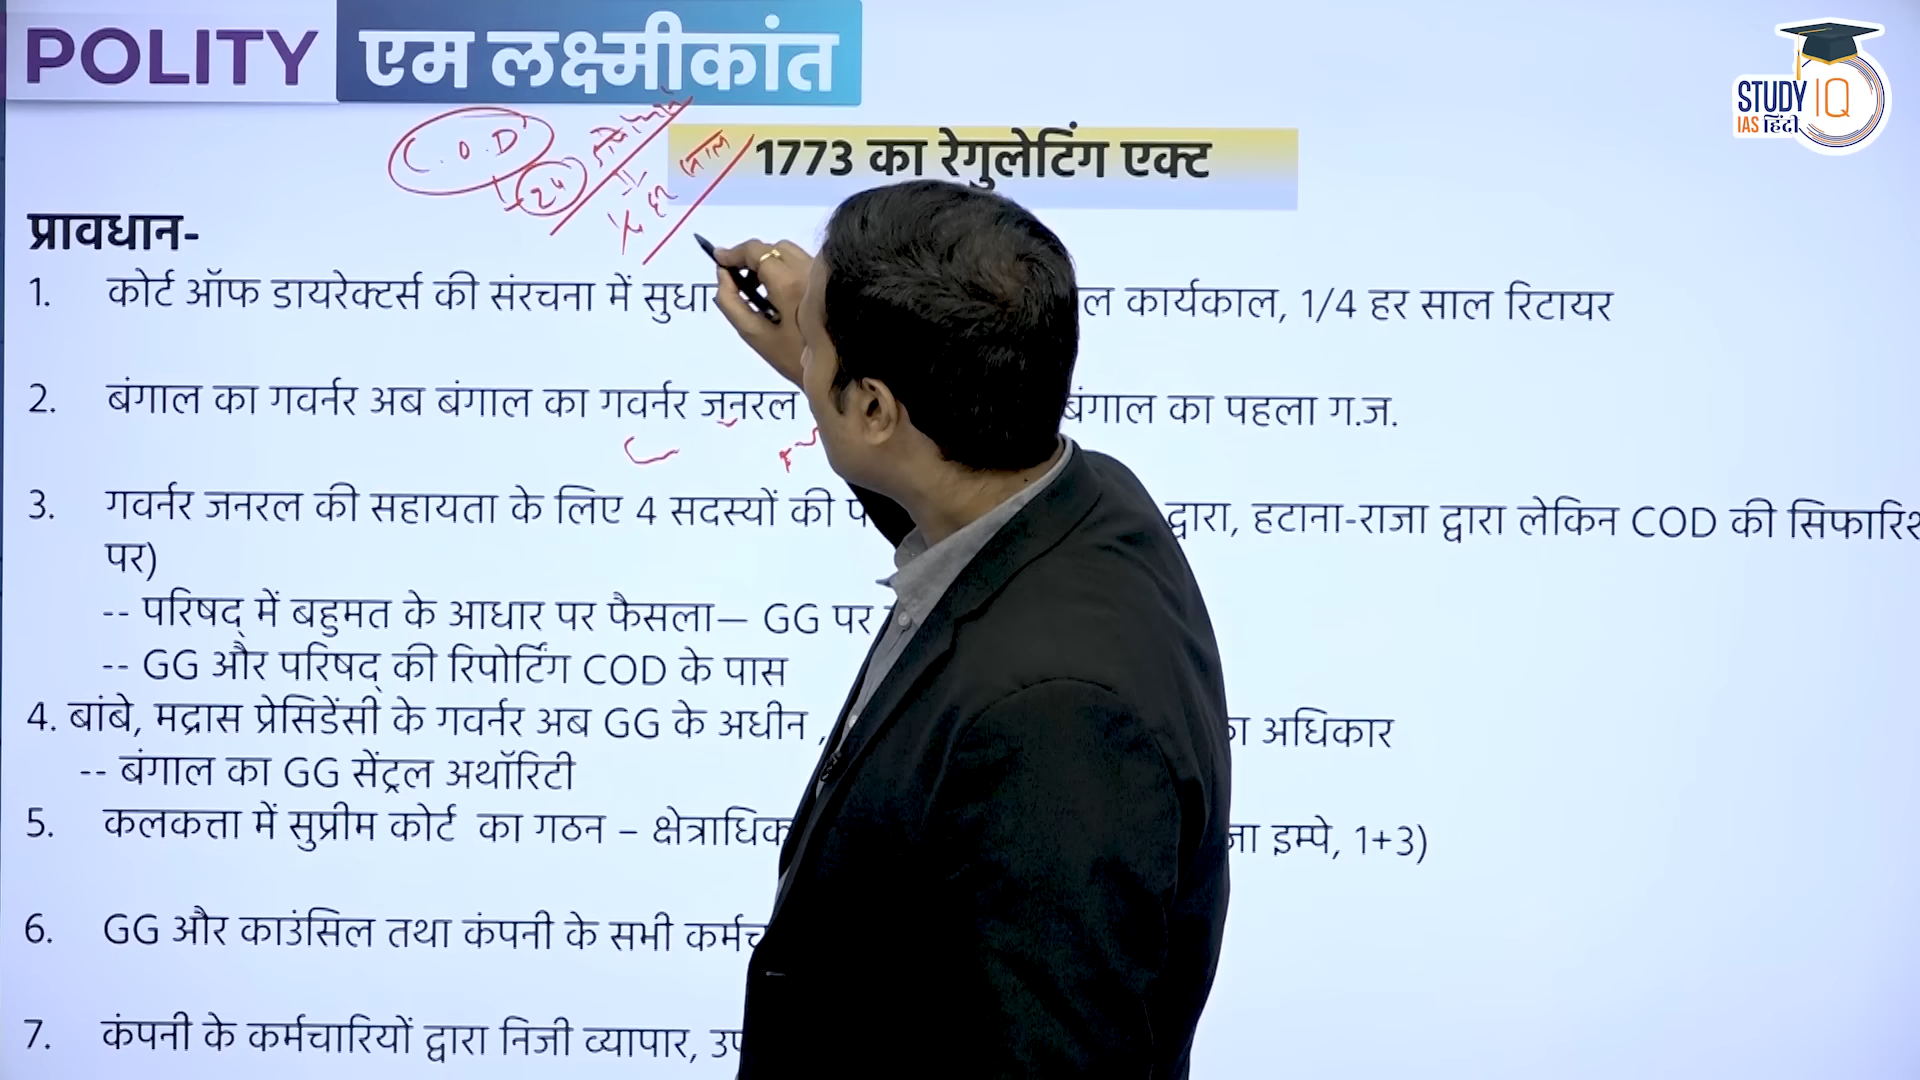 POLITY एम लक्ष्मीकांत
STUDY IQ
IAS हिंदी
C.O.D
24
1773 का रेगुलेटिंग एक्ट
प्रावधान-
1. कोर्ट ऑफ डायरेक्टर्स की संरचना में कार्यकाल, 1/4 हर साल रिटायर
2. बंगाल का गवर्नर अब बंगाल का गवर्नर जनरल बंगाल का पहला ग.ज.
3. गवर्नर जनरल की सहायता के लिए 4 सदस्यों की द्वारा, हटाना-राजा द्वारा लेकिन COD की
पर)
-- परिषद् में बहुमत के आधार पर फैसला— GG पर
-- GG और परिषद् की रिपोर्टिंग COD के पास
4. बांबे, मद्रास प्रेसिडेंसी के गवर्नर अब GG के अधीन , अधिकार
-- बंगाल का GG सेंट्रल अथॉरिटी
5. कलकत्ता में सुप्रीम कोर्ट का गठन – इम्पे, 1+3)
6. GG और काउंसिल तथा कंपनी के सभी
7. कंपनी के कर्मचारियों द्वारा निजी व्यापार,